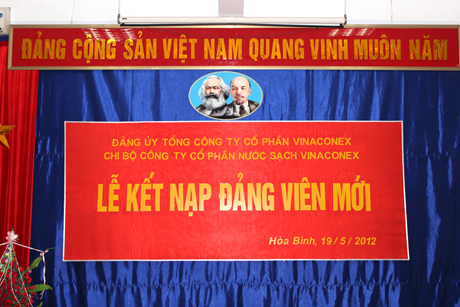 ĐẢNG CỘNG SẢN VIỆT NAM QUANG VINH MUÔN NĂM
ĐẢNG ỦY TỔNG CÔNG TY CỔ PHẦN VINACONEX
CHI BỘ CÔNG TY CỔ PHẦN NƯỚC SẠCH VINACONEX
LỄ KẾT NẠP ĐẢNG VIÊN MỚI
Hòa Bình, 19 / 5 / 2012